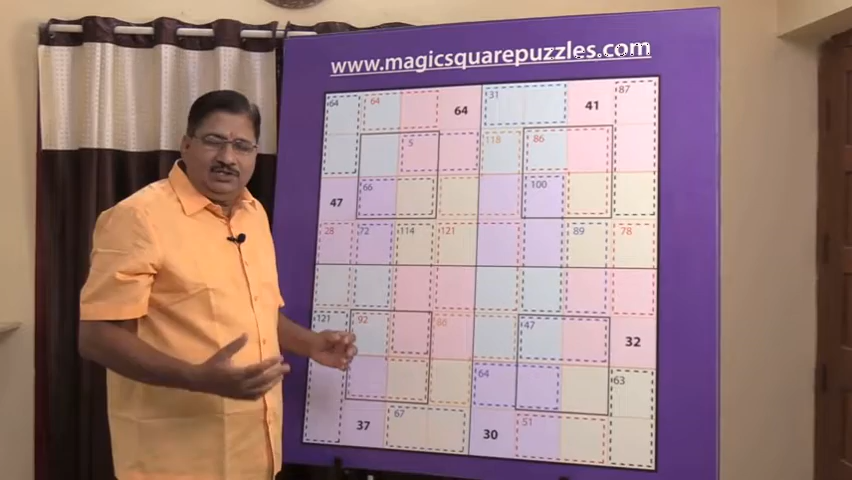 www.magicsquarepuzzles.com
64 64 64 31 41 87
5 118 86
47 66 100
28 72 114 121 89 78
121 92 86 47 32
64 63
37 67 30 51